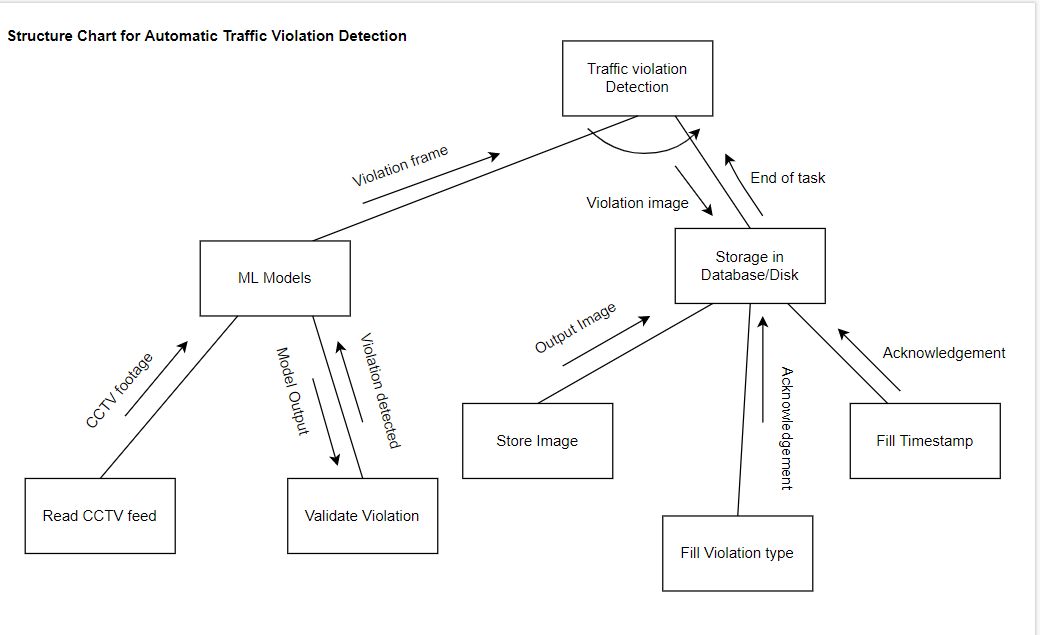 Structure Chart for Automatic Traffic Violation Detection
Traffic violation
Detection
Violation frame
End of task
Violation image
ML Models
Storage in
Database/Disk
Output Image
CCTV footage
Model Output
Violation detected
Acknowledgement
Acknowledgement
Store Image
Fill Timestamp
Read CCTV feed
Validate Violation
Fill Violation type